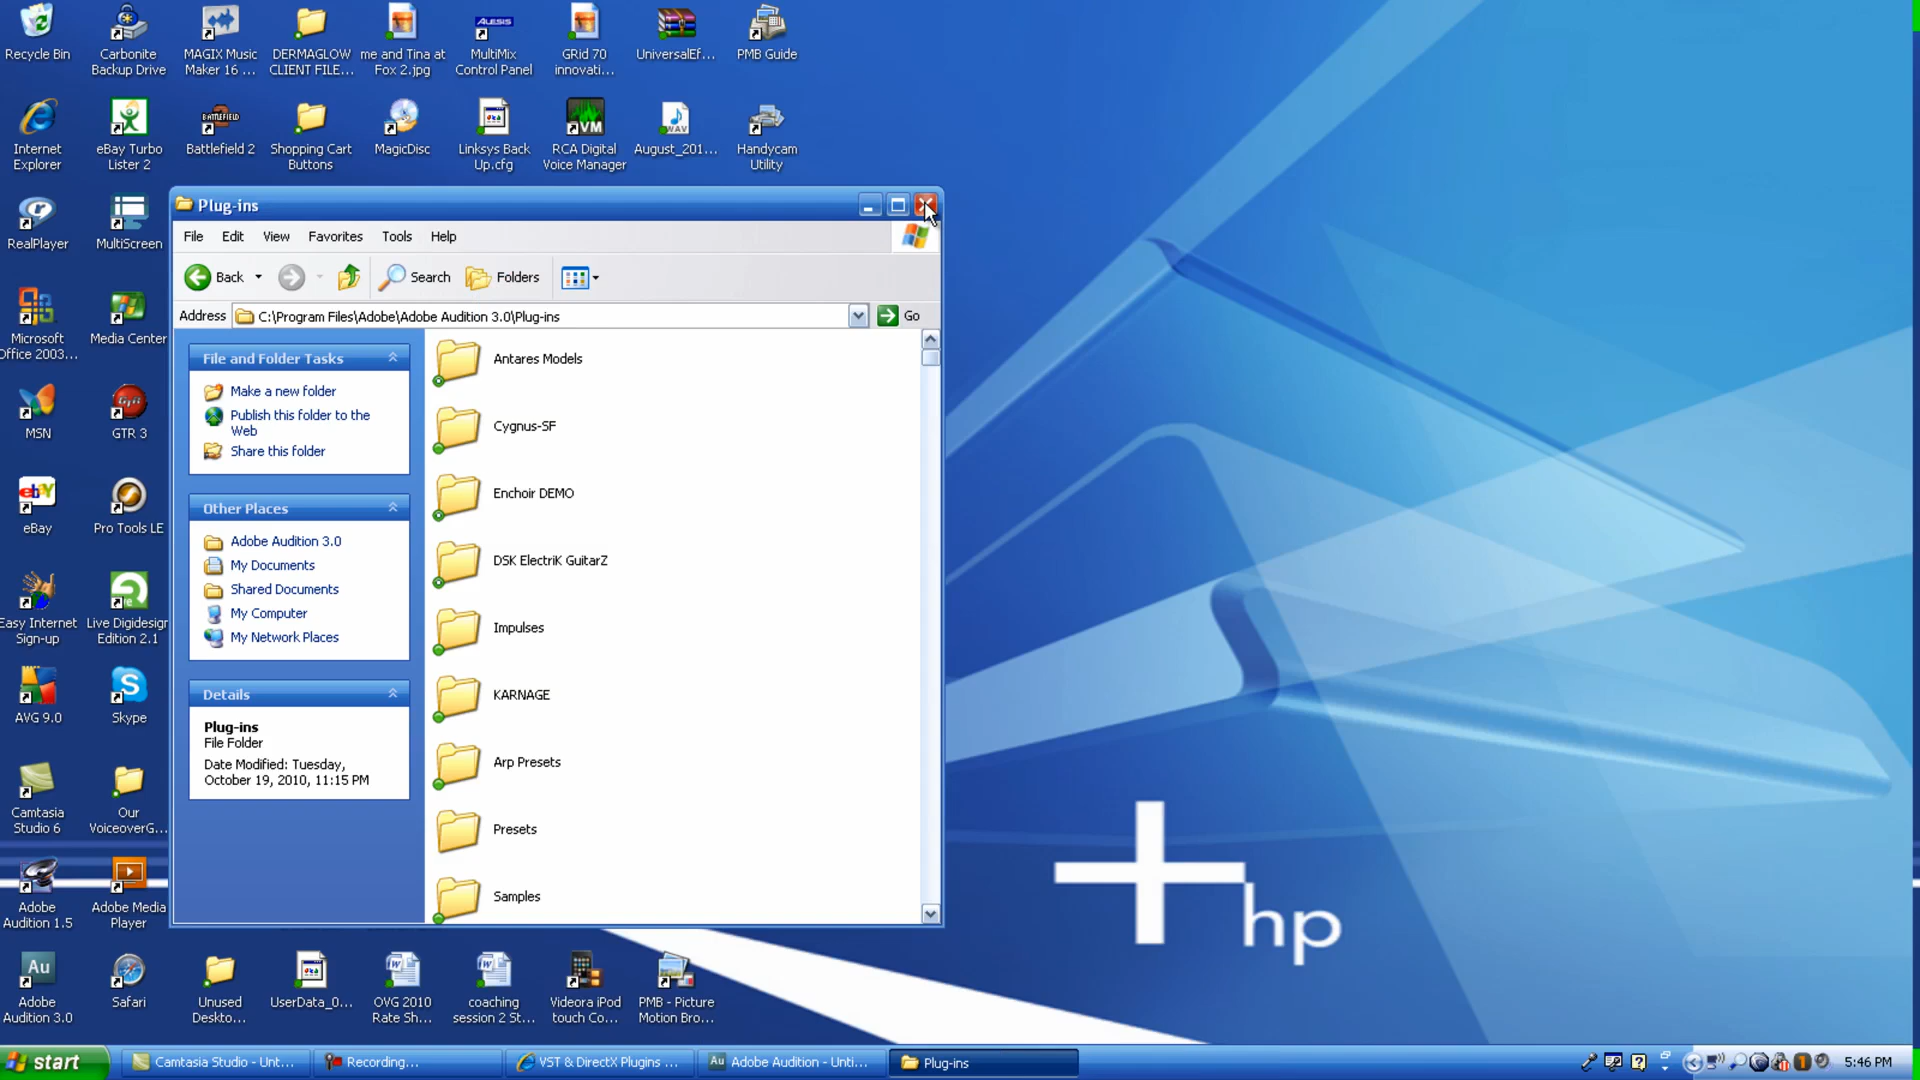 Recycle Bin
Carbonite
Backup Drive
MAGIX Music
Maker 16 ...
DERMAGLOW
CLIENT FILE...
me and Tina at
Fox 2.jpg
ALESIS
MultiMix
Control Panel
GRid 70
innovati...
UniversalEf...
PMB Guide
Internet
Explorer
eBay Turbo
Lister 2
BATTLEFIELD
Battlefield 2
Shopping Cart
Buttons
MagicDisc
Linksys Back
Up.cfg
VM
RCA Digital
Voice Manager
WAV
August_201...
Handycam
Utility
RealPlayer
MultiScreen
Microsoft
Office 2003...
Media Center
MSN
GTR 3
ebY
eBay
Pro Tools LE
Easy Internet
Sign-up
Live Digidesign
Edition 2.1
AVG 9.0
Skype
Camtasia
Studio 6
Our
VoiceoverG...
Adobe
Audition 1.5
Adobe Media
Player
Au
Adobe
Audition 3.0
Safari
Unused
Deskto...
UserData_0...
OVG 2010
Rate Sh...
coaching
session 2 St...
Videora iPod
touch Co...
PMB - Picture
Motion Bro...
Plug-ins
File Edit View Favorites Tools Help
Back Search Folders
Address C:\Program Files\Adobe\Adobe Audition 3.0\Plug-ins Go
File and Folder Tasks
Make a new folder
Publish this folder to the
Web
Share this folder
Other Places
Adobe Audition 3.0
My Documents
Shared Documents
My Computer
My Network Places
Details
Plug-ins
File Folder
Date Modified: Tuesday,
October 19, 2010, 11:15 PM
Antares Models
Cygnus-SF
Enchoir DEMO
DSK ElectriK GuitarZ
Impulses
KARNAGE
Arp Presets
Presets
Samples
hp
start
Camtasia Studio - Unt...
Recording...
VST & DirectX Plugins ...
Au Adobe Audition - Unti...
Plug-ins
5:46 PM